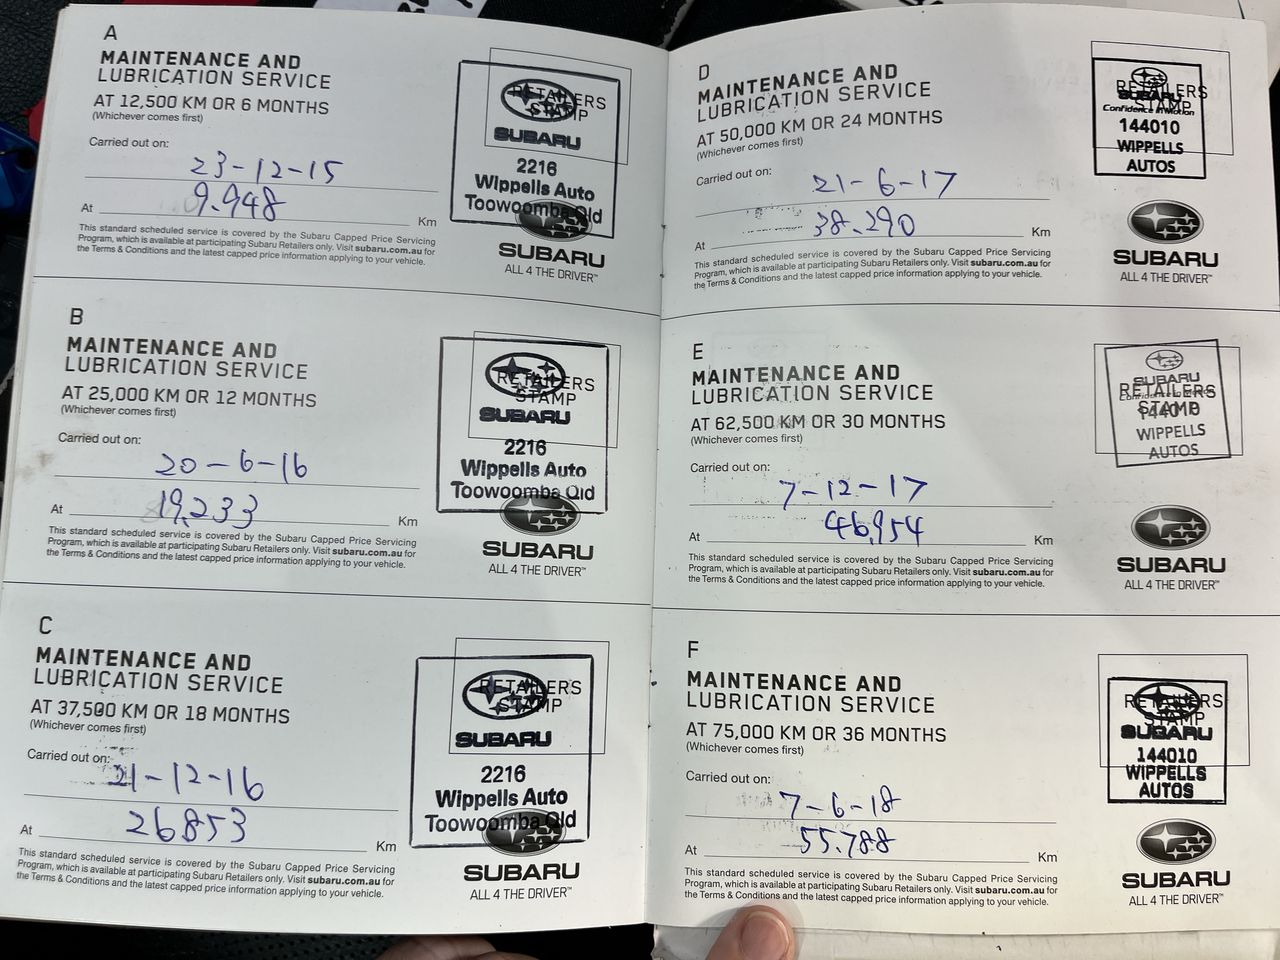 A
MAINTENANCE AND
LUBRICATION SERVICE
AT 12,500 KM OR 6 MONTHS
(Whichever comes first)
Carried out on:
23-12-15
At 9.948 Km
This standard scheduled service is covered by the Subaru Capped Price Servicing
Program, which is available at participating Subaru Retailers only. Visit subaru.com.au for
the Terms & Conditions and the latest capped price information applying to your vehicle.
RETAILERS
STAMP
SUBARU
2216
Wippells Auto
Toowoomba Qld
SUBARU
ALL 4 THE DRIVER™
B
MAINTENANCE AND
LUBRICATION SERVICE
AT 25,000 KM OR 12 MONTHS
(Whichever comes first)
Carried out on:
20-6-16
At 19,233 Km
This standard scheduled service is covered by the Subaru Capped Price Servicing
Program, which is available at participating Subaru Retailers only. Visit subaru.com.au for
the Terms & Conditions and the latest capped price information applying to your vehicle.
RETAILERS
STAMP
SUBARU
2216
Wippells Auto
Toowoomba Qld
SUBARU
ALL 4 THE DRIVER™
C
MAINTENANCE AND
LUBRICATION SERVICE
AT 37,500 KM OR 18 MONTHS
(Whichever comes first)
Carried out on:
21-12-16
At 26853 Km
This standard scheduled service is covered by the Subaru Capped Price Servicing
Program, which is available at participating Subaru Retailers only. Visit subaru.com.au for
the Terms & Conditions and the latest capped price information applying to your vehicle.
RETAILERS
STAMP
SUBARU
2216
Wippells Auto
Toowoomba Qld
SUBARU
ALL 4 THE DRIVER™
D
MAINTENANCE AND
LUBRICATION SERVICE
AT 50,000 KM OR 24 MONTHS
(Whichever comes first)
Carried out on:
21-6-17
At 38.290 Km
This standard scheduled service is covered by the Subaru Capped Price Servicing
Program, which is available at participating Subaru Retailers only. Visit subaru.com.au for
the Terms & Conditions and the latest capped price information applying to your vehicle.
RETAILERS
STAMP
SUBARU
Confidence in Motion
144010
WIPPELLS
AUTOS
SUBARU
ALL 4 THE DRIVER™
E
MAINTENANCE AND
LUBRICATION SERVICE
AT 62,500 KM OR 30 MONTHS
(Whichever comes first)
Carried out on:
7-12-17
At 46,954 Km
This standard scheduled service is covered by the Subaru Capped Price Servicing
Program, which is available at participating Subaru Retailers only. Visit subaru.com.au for
the Terms & Conditions and the latest capped price information applying to your vehicle.
SUBARU
RETAILERS
STAMP
144010
WIPPELLS
AUTOS
SUBARU
ALL 4 THE DRIVER™
F
MAINTENANCE AND
LUBRICATION SERVICE
AT 75,000 KM OR 36 MONTHS
(Whichever comes first)
Carried out on:
7-6-18
At 55.788 Km
This standard scheduled service is covered by the Subaru Capped Price Servicing
Program, which is available at participating Subaru Retailers only. Visit subaru.com.au for
the Terms & Conditions and the latest capped price information applying to your vehicle.
RETAILERS
STAMP
SUBARU
144010
WIPPELLS
AUTOS
SUBARU
ALL 4 THE DRIVER™